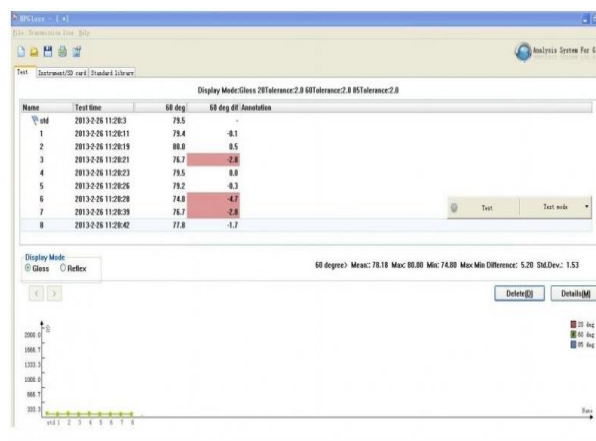 HPGloss - [ *]
File Transmission Icon Help
Analysis System For G
Test Instrument/SD card Standard library
Display Mode:Gloss 20Tolerance:2.0 60Tolerance:2.0 85Tolerance:2.0
Name Test time 60 deg 60 deg dif Annotation
std 2013-2-26 11:20:3 79.5 -
1 2013-2-26 11:20:11 79.4 -0.1
2 2013-2-26 11:20:19 80.0 0.5
3 2013-2-26 11:20:21 76.7 -2.8
4 2013-2-26 11:20:23 79.5 0.0
5 2013-2-26 11:20:26 79.2 -0.3
6 2013-2-26 11:20:28 74.8 -4.7
7 2013-2-26 11:20:39 76.7 -2.8
8 2013-2-26 11:20:42 77.8 -1.7
Test Test mode
Display Mode
Gloss Reflex
60 degree> Mean: 78.18 Max: 80.00 Min: 74.80 Max Min Difference: 5.20 Std.Dev.: 1.53
< >
Delete(D) Details(M)
20 deg
60 deg
85 deg
2000.0
1666.7
1333.3
1000.0
666.7
333.3
Name
std 1 2 3 4 5 6 7 8